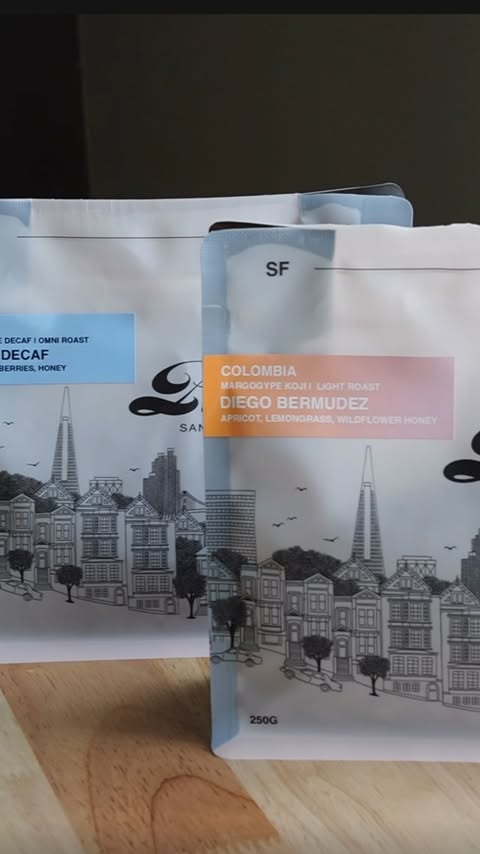 E DECAF | OMNI ROAST
DECAF
BERRIES, HONEY
SAN
SF
COLOMBIA
MARGOGYPE KOJI | LIGHT ROAST
DIEGO BERMUDEZ
APRICOT, LEMONGRASS, WILDFLOWER HONEY
250G